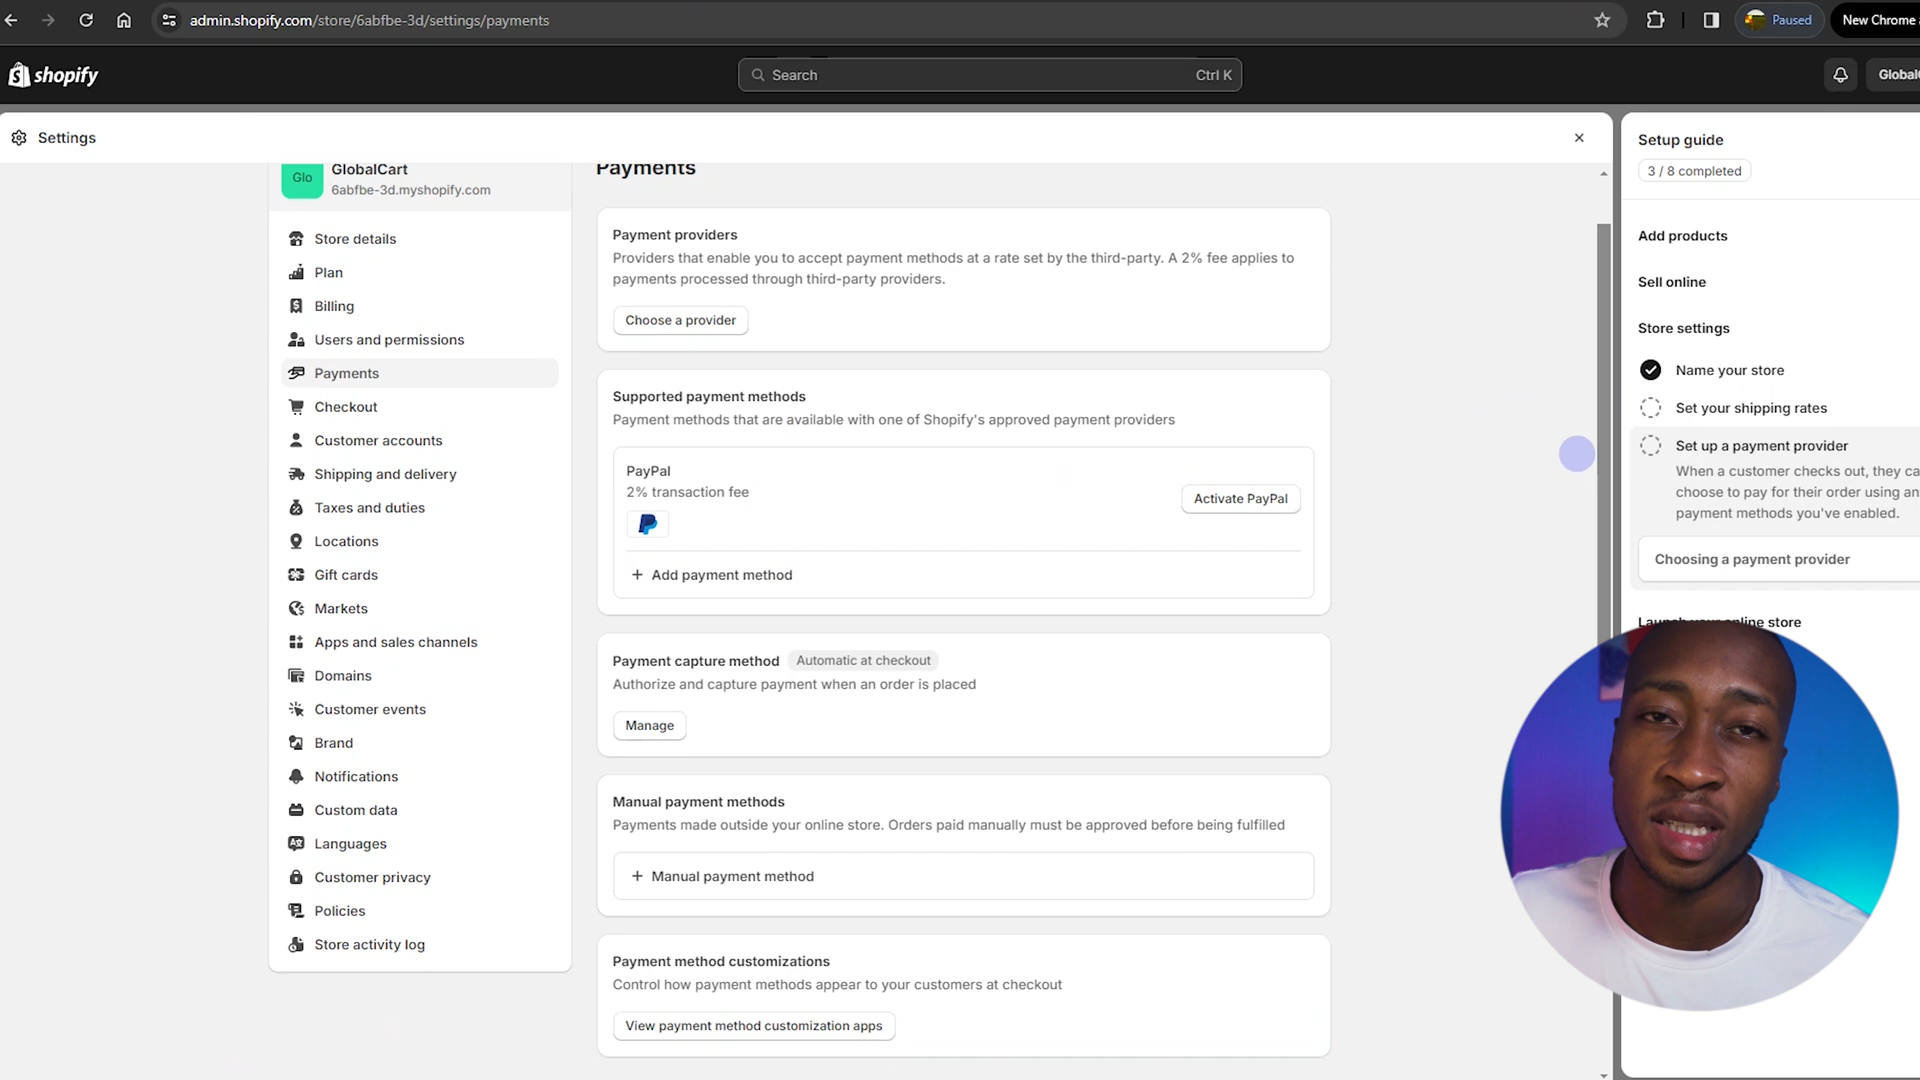 admin.shopify.com/store/6abfbe-3d/settings/payments
Paused
New Chrome a
shopify
Search
Ctrl K
Global
Settings
Setup guide
3 / 8 completed
Glo
GlobalCart
6abfbe-3d.myshopify.com
Store details
Plan
Billing
Users and permissions
Payments
Checkout
Customer accounts
Shipping and delivery
Taxes and duties
Locations
Gift cards
Markets
Apps and sales channels
Domains
Customer events
Brand
Notifications
Custom data
Languages
Customer privacy
Policies
Store activity log
Payments
Payment providers
Providers that enable you to accept payment methods at a rate set by the third-party. A 2% fee applies to
payments processed through third-party providers.
Choose a provider
Supported payment methods
Payment methods that are available with one of Shopify's approved payment providers
PayPal
2% transaction fee
Activate PayPal
+ Add payment method
Payment capture method Automatic at checkout
Authorize and capture payment when an order is placed
Manage
Manual payment methods
Payments made outside your online store. Orders paid manually must be approved before being fulfilled
+ Manual payment method
Payment method customizations
Control how payment methods appear to your customers at checkout
View payment method customization apps
Add products
Sell online
Store settings
Name your store
Set your shipping rates
Set up a payment provider
When a customer checks out, they ca
choose to pay for their order using an
payment methods you've enabled.
Choosing a payment provider
Launch your online store